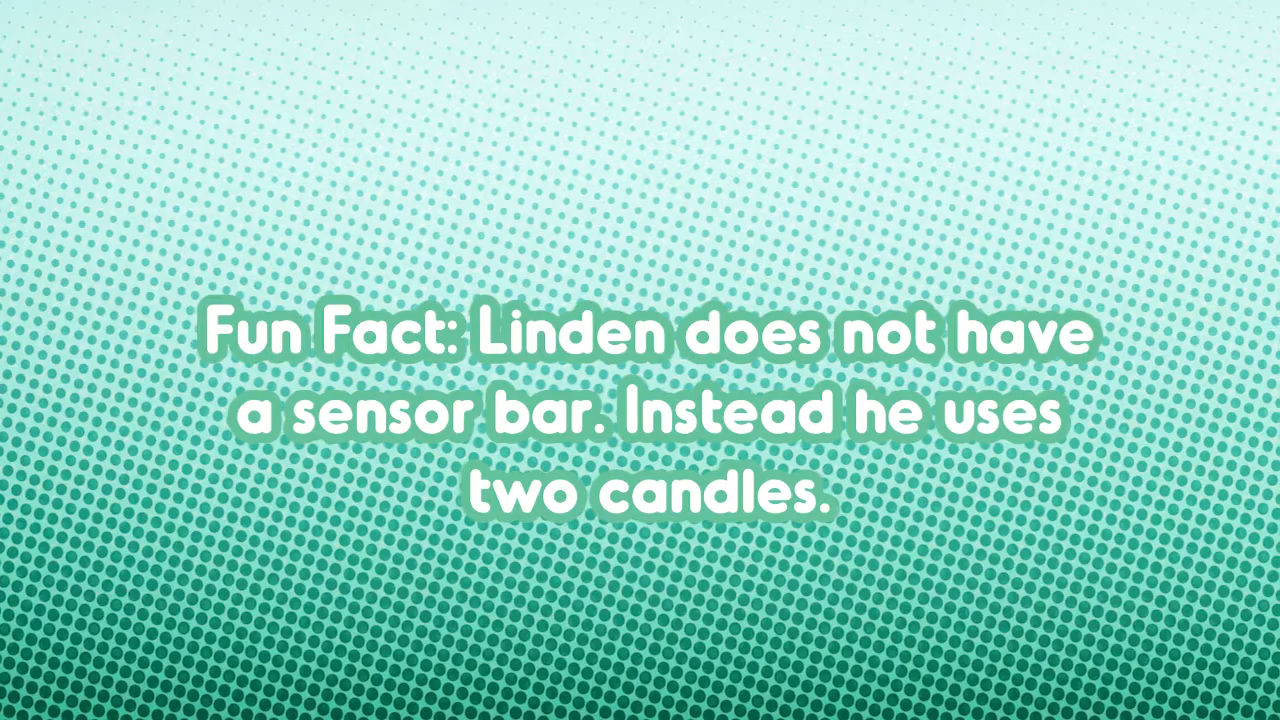 Fun Fact: Linden does not have
a sensor bar. Instead he uses
two candles.